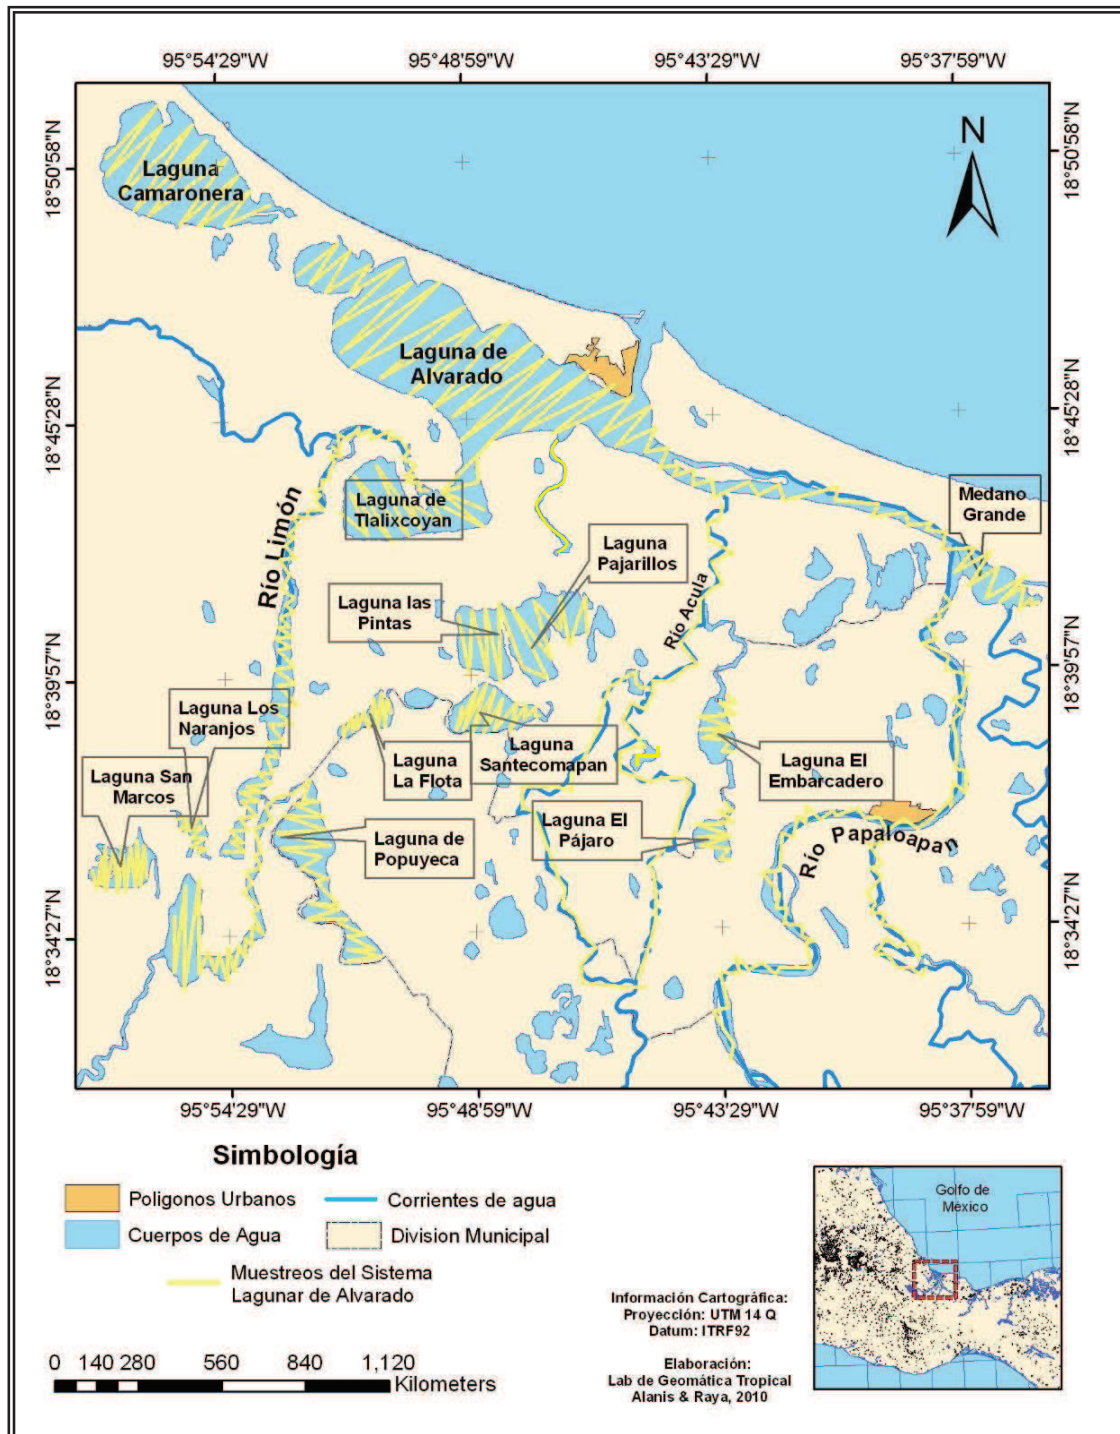 95°54'29"W
95°48'59"W
95°43'29"W
95°37'59"W
18°50'58"N
18°50'58"N
N
Laguna
Camaronera
Laguna de
Alvarado
18°45'28"N
18°45'28"N
Laguna de
Tlalixcoyan
Medano
Grande
Río Limón
Laguna
Pajarillos
Laguna las
Pintas
Río Acula
18°39'57"N
18°39'57"N
Laguna Los
Naranjos
Laguna San
Marcos
Laguna
La Flota
Laguna
Santecomapan
Laguna El
Embarcadero
Laguna de
Popuyeca
Laguna El
Pájaro
Río Papaloapan
18°34'27"N
18°34'27"N
95°54'29"W
95°48'59"W
95°43'29"W
95°37'59"W
Simbología
Poligonos Urbanos
Corrientes de agua
Cuerpos de Agua
Division Municipal
Muestreos del Sistema
Lagunar de Alvarado
0 140 280 560 840 1,120
Kilometers
Información Cartográfica:
Proyección: UTM 14 Q
Datum: ITRF92
Elaboración:
Lab de Geomática Tropical
Alanis & Raya, 2010
Golfo de
México